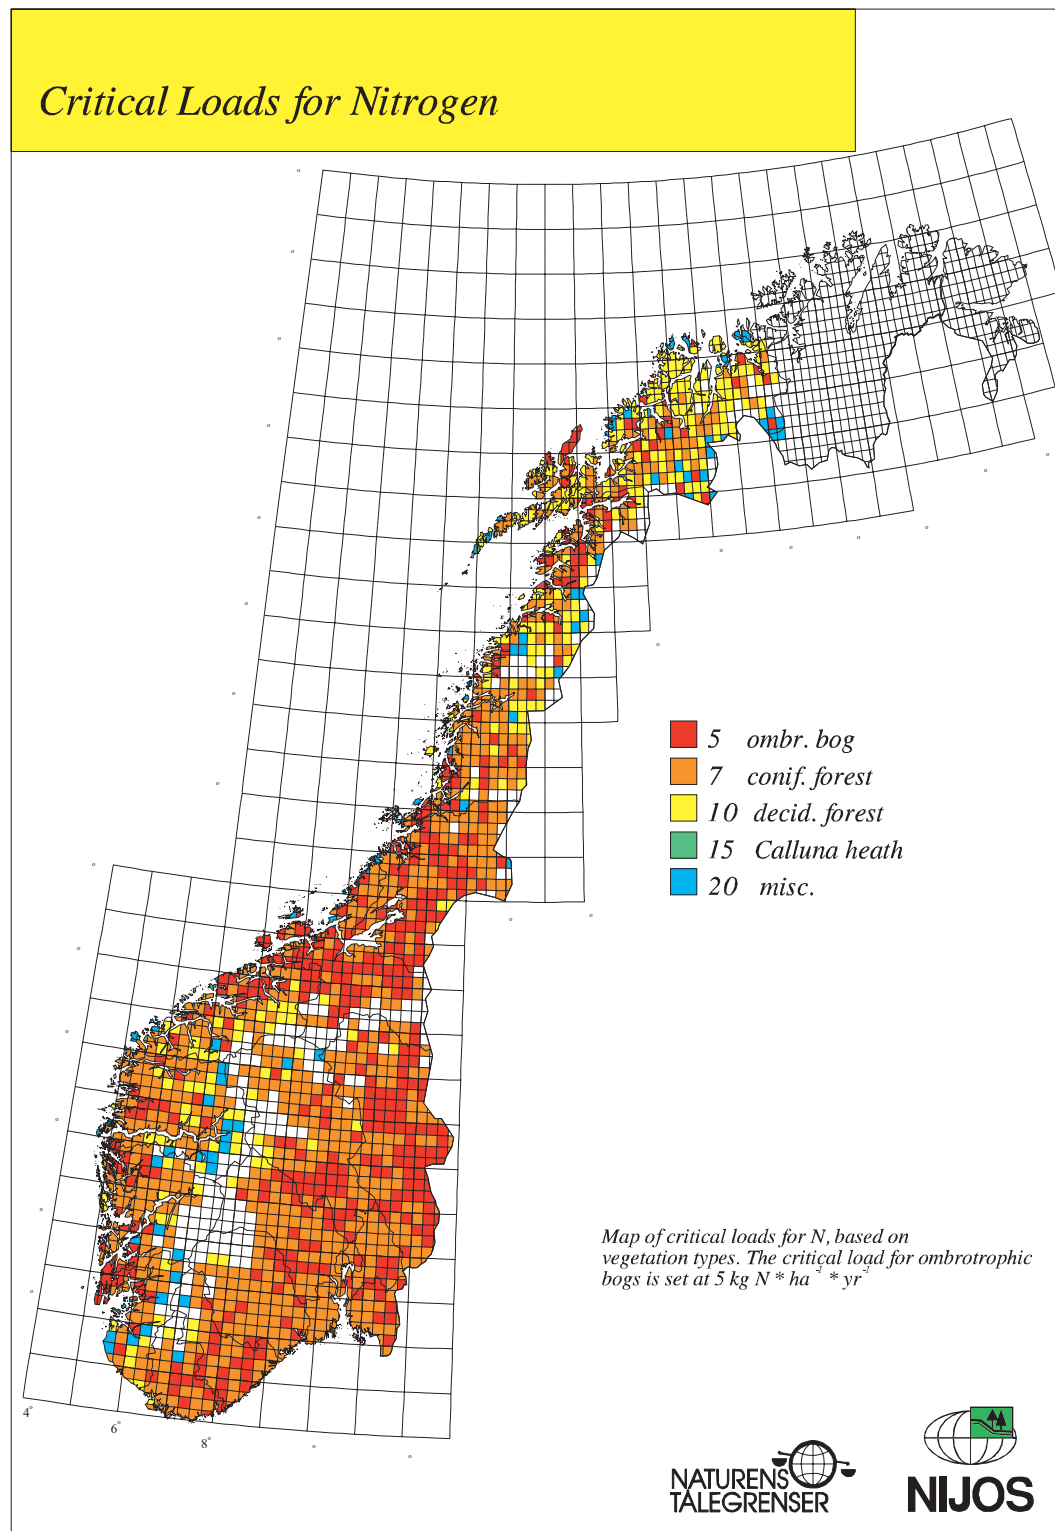 Critical Loads for Nitrogen
5 ombr. bog
7 conif. forest
10 decid. forest
15 Calluna heath
20 misc.
Map of critical loads for N, based on
vegetation types. The critical load for ombrotrophic
bogs is set at 5 kg N * ha⁻¹ * yr⁻¹
4°
6°
8°
NATURENS
TÅLEGRENSER
NIJOS